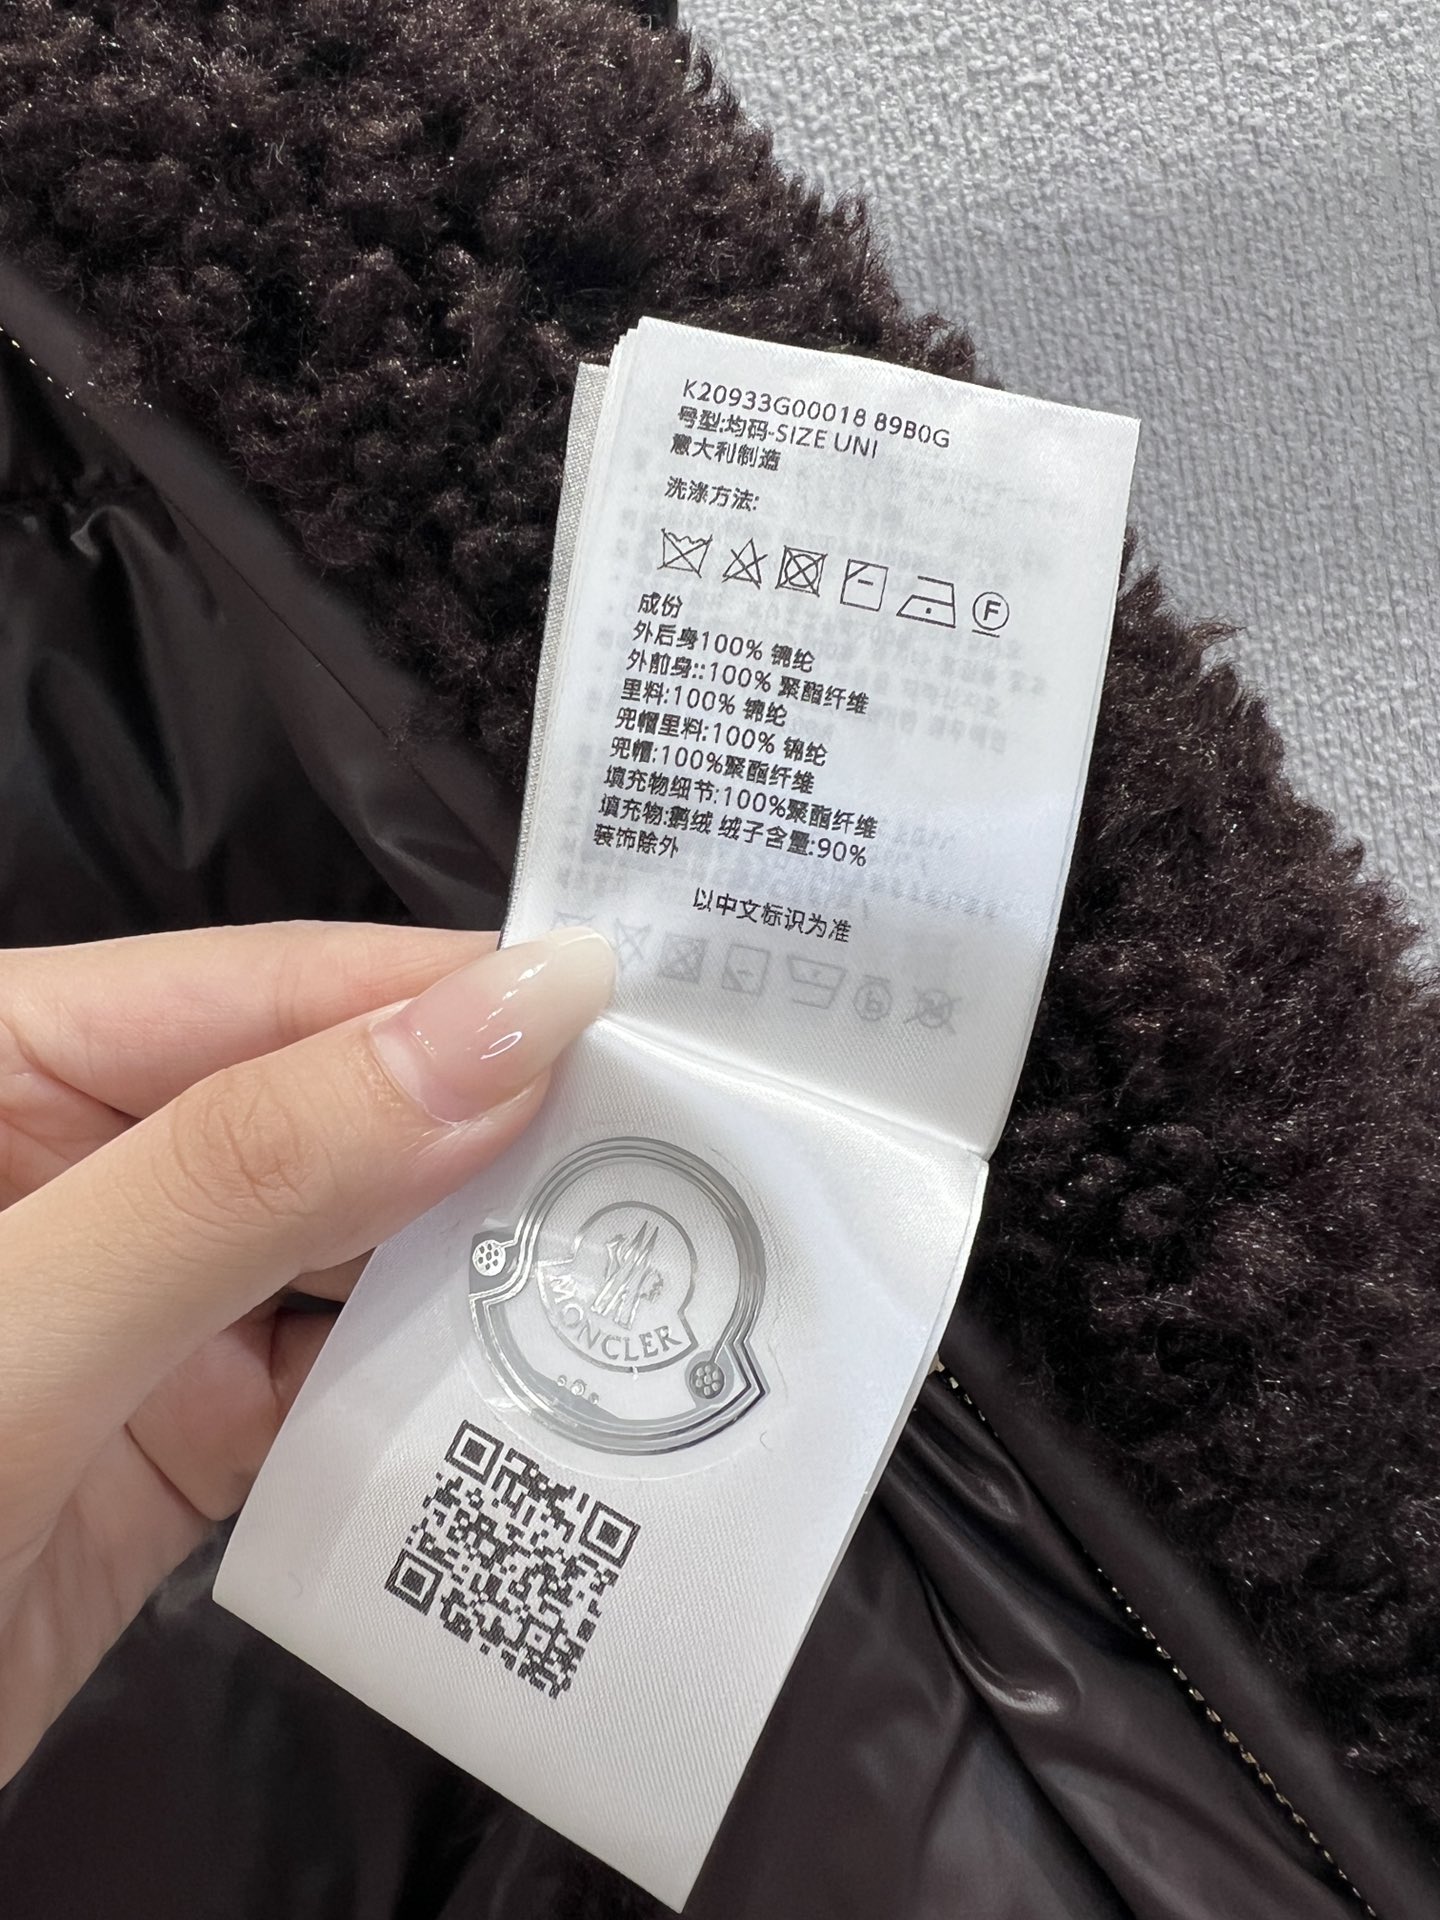 K20933G00018 89B0G
号型:均码-SIZE UNI
意大利制造
洗涤方法:
F
成份
外后身100% 锦纶
外前身::100% 聚酯纤维
里料:100% 锦纶
兜帽里料:100% 锦纶
兜帽:100%聚酯纤维
填充物细节:100%聚酯纤维
填充物:鹅绒 绒子含量:90%
装饰除外
以中文标识为准
MONCLER